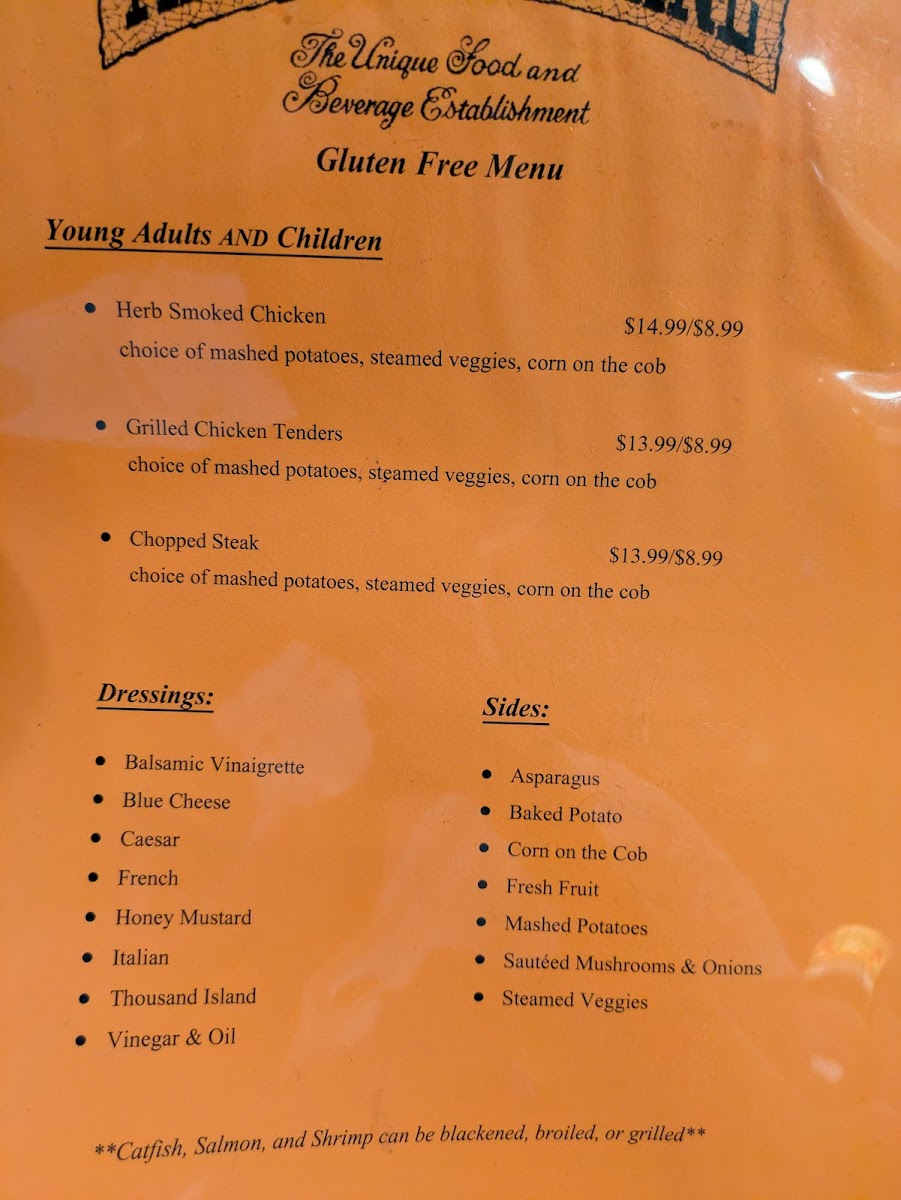 The Unique Food and
Beverage Establishment
Gluten Free Menu
Young Adults AND Children
• Herb Smoked Chicken $14.99/$8.99
choice of mashed potatoes, steamed veggies, corn on the cob
• Grilled Chicken Tenders $13.99/$8.99
choice of mashed potatoes, steamed veggies, corn on the cob
• Chopped Steak $13.99/$8.99
choice of mashed potatoes, steamed veggies, corn on the cob
Dressings:
• Balsamic Vinaigrette
• Blue Cheese
• Caesar
• French
• Honey Mustard
• Italian
• Thousand Island
• Vinegar & Oil
Sides:
• Asparagus
• Baked Potato
• Corn on the Cob
• Fresh Fruit
• Mashed Potatoes
• Sautéed Mushrooms & Onions
• Steamed Veggies
**Catfish, Salmon, and Shrimp can be blackened, broiled, or grilled**